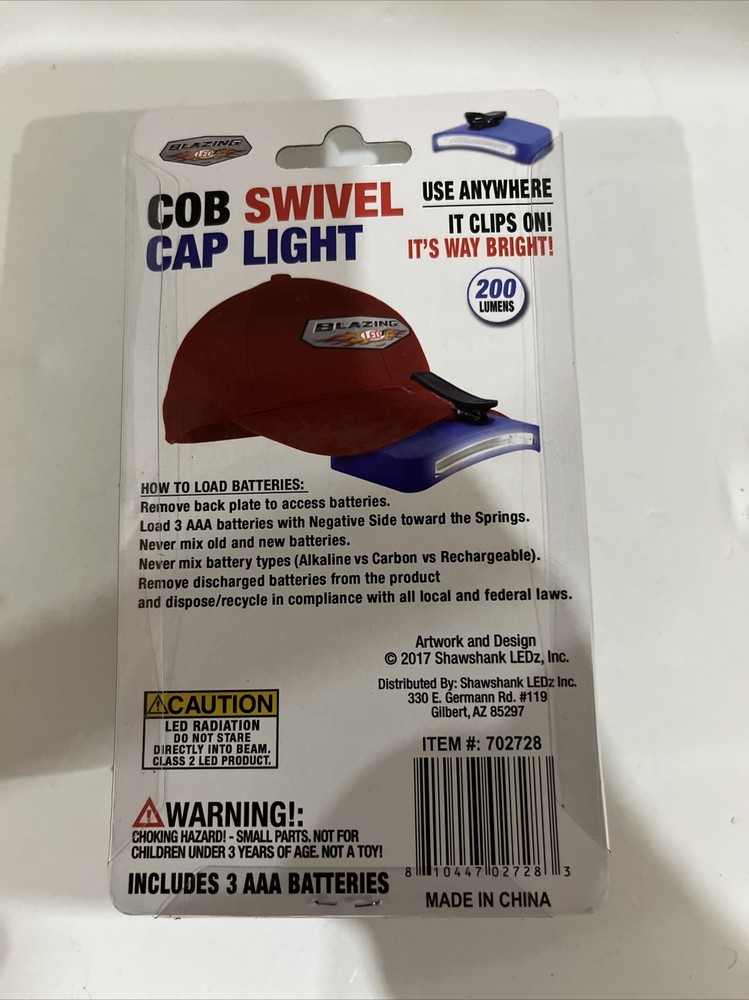 BLAZING
LED
COB SWIVEL
CAP LIGHT
USE ANYWHERE
IT CLIPS ON!
IT'S WAY BRIGHT!
200
LUMENS
BLAZING
LED
HOW TO LOAD BATTERIES:
Remove back plate to access batteries.
Load 3 AAA batteries with Negative Side toward the Springs.
Never mix old and new batteries.
Never mix battery types (Alkaline vs Carbon vs Rechargeable).
Remove discharged batteries from the product
and dispose/recycle in compliance with all local and federal laws.
Artwork and Design
© 2017 Shawshank LEDz, Inc.
Distributed By: Shawshank LEDz Inc.
330 E. Germann Rd. #119
Gilbert, AZ 85297
CAUTION
LED RADIATION
DO NOT STARE
DIRECTLY INTO BEAM.
CLASS 2 LED PRODUCT.
ITEM #: 702728
WARNING!:
CHOKING HAZARD! - SMALL PARTS. NOT FOR
CHILDREN UNDER 3 YEARS OF AGE. NOT A TOY!
INCLUDES 3 AAA BATTERIES
8 10447 02728 3
MADE IN CHINA